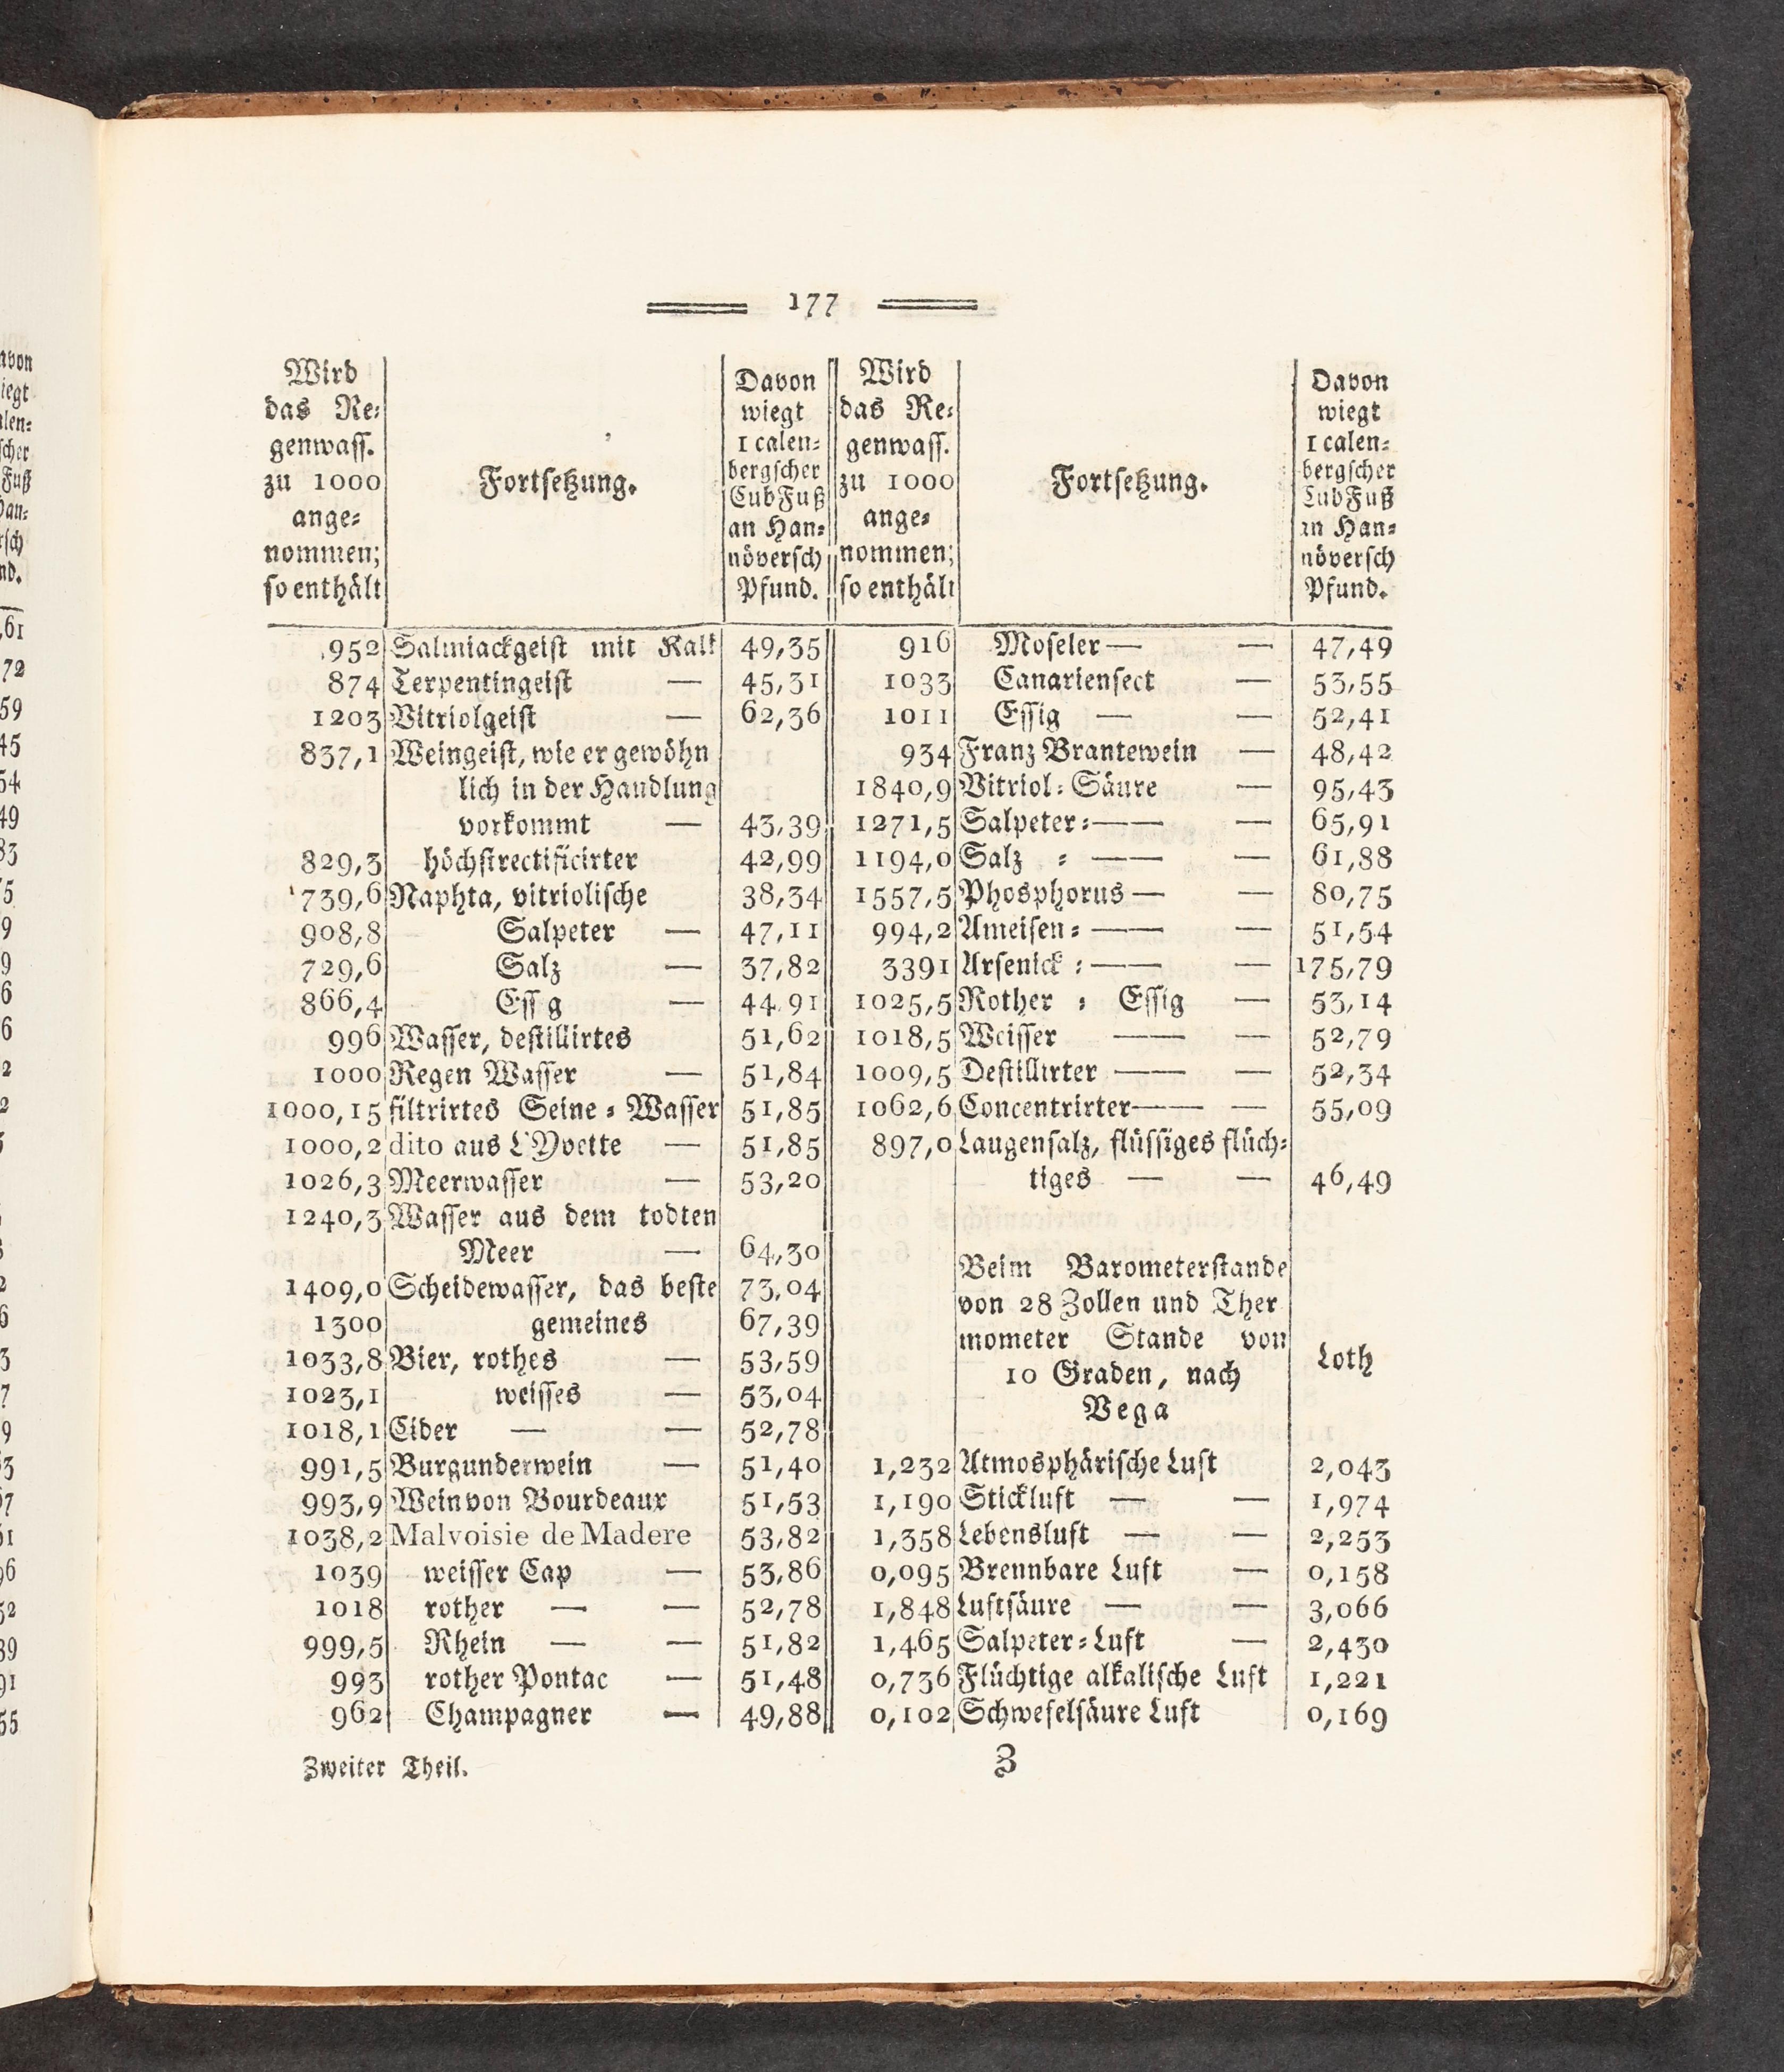 177
Wird
das Re⸗
genwaſſ.
zu 1000
ange⸗
nommen;
ſo enthält
Fortſetzung.
Davon
wiegt
1 calen⸗
bergſcher
CubFuß
an Han⸗
növerſch
Pfund.
952 Salmiackgeiſt mit Kalk 49,35
874 Terpentingeiſt — 45,31
1203 Vitriolgeiſt — 62,36
837,1 Weingeiſt, wie er gewöhn
lich in der Handlung
vorkommt — 43,39
829,3 höchſtrectificirter 42,99
739,6 Naphta, vitrioliſche 38,34
908,8 Salpeter — 47,11
729,6 Salz — 37,82
866,4 Eſſig — 44,91
996 Waſſer, deſtillirtes 51,62
1000 Regen Waſſer — 51,84
1000,15 filtrirtes Seine⸗Waſſer 51,85
1000,2 dito aus L'Yvette — 51,85
1026,3 Meerwaſſer — 53,20
1240,3 Waſſer aus dem todten
Meer — 64,30
1409,0 Scheidewaſſer, das beſte 73,04
1300 gemeines 67,39
1033,8 Bier, rothes — 53,59
1023,1 weiſſes — 53,04
1018,1 Cider — — 52,78
991,5 Burgunderwein — 51,40
993,9 Wein von Bourdeaux 51,53
1038,2 Malvoisie de Madere 53,82
1039 weiſſer Cap — 53,86
1018 rother — — 52,78
999,5 Rhein — — 51,82
993 rother Pontac — 51,48
962 Champagner — 49,88
Wird
das Re⸗
genwaſſ.
zu 1000
ange⸗
nommen;
ſo enthält
Fortſetzung.
Davon
wiegt
1 calen⸗
bergſcher
CubFuß
an Han⸗
növerſch
Pfund.
916 Moſeler — — 47,49
1033 Canarienſect — 53,55
1011 Eſſig — — 52,41
934 Franz Brantewein — 48,42
1840,9 Vitriol⸗Säure — 95,43
1271,5 Salpeter⸗ —— — 65,91
1194,0 Salz ⸗ —— — 61,88
1557,5 Phosphorus — — 80,75
994,2 Ameiſen⸗ —— — 51,54
3391 Arſenick⸗ —— — 175,79
1025,5 Rother ⸗ Eſſig — 53,14
1018,5 Weiſſer —— — 52,79
1009,5 Deſtillirter —— — 52,34
1062,6 Concentrirter —— — 55,09
897,0 Laugenſalz, flüſſiges flüch⸗
tiges — — 46,49
Beim Barometerſtande
von 28 Zollen und Ther
mometer Stande von
10 Graden, nach
Vega
Loth
1,232 Atmosphäriſche Luft 2,043
1,190 Stickluft — — 1,974
1,358 Lebensluft — — 2,253
0,095 Brennbare Luft — 0,158
1,848 Luftſäure — — 3,066
1,465 Salpeter⸗Luft — 2,430
0,736 Flüchtige alkaliſche Luft 1,221
0,102 Schwefelſäure Luft 0,169
Zweiter Theil.
Z